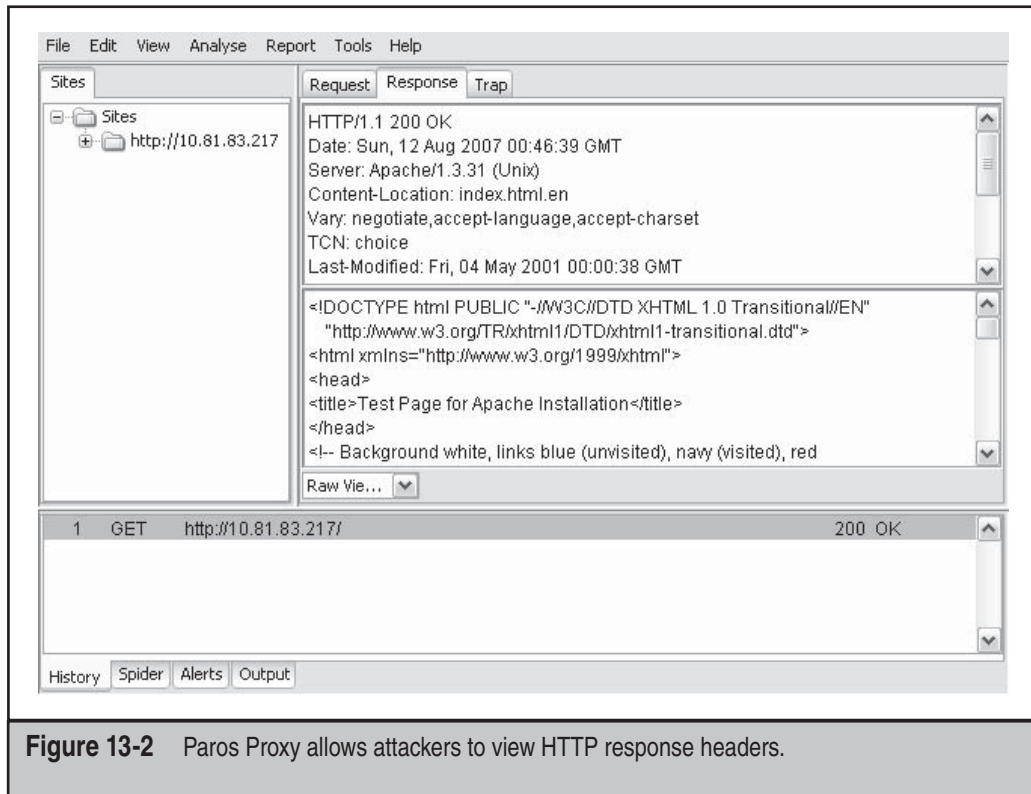 File Edit View Analyse Report Tools Help
Sites
Sites
http://10.81.83.217
Request Response Trap
HTTP/1.1 200 OK
Date: Sun, 12 Aug 2007 00:46:39 GMT
Server: Apache/1.3.31 (Unix)
Content-Location: index.html.en
Vary: negotiate,accept-language,accept-charset
TCN: choice
Last-Modified: Fri, 04 May 2001 00:00:38 GMT
<!DOCTYPE html PUBLIC "-//W3C//DTD XHTML 1.0 Transitional//EN"
"http://www.w3.org/TR/xhtml1/DTD/xhtml1-transitional.dtd">
<html xmlns="http://www.w3.org/1999/xhtml">
<head>
<title>Test Page for Apache Installation</title>
</head>
<!-- Background white, links blue (unvisited), navy (visited), red
Raw Vie...
1 GET http://10.81.83.217/ 200 OK
History Spider Alerts Output
Figure 13-2 Paros Proxy allows attackers to view HTTP response headers.